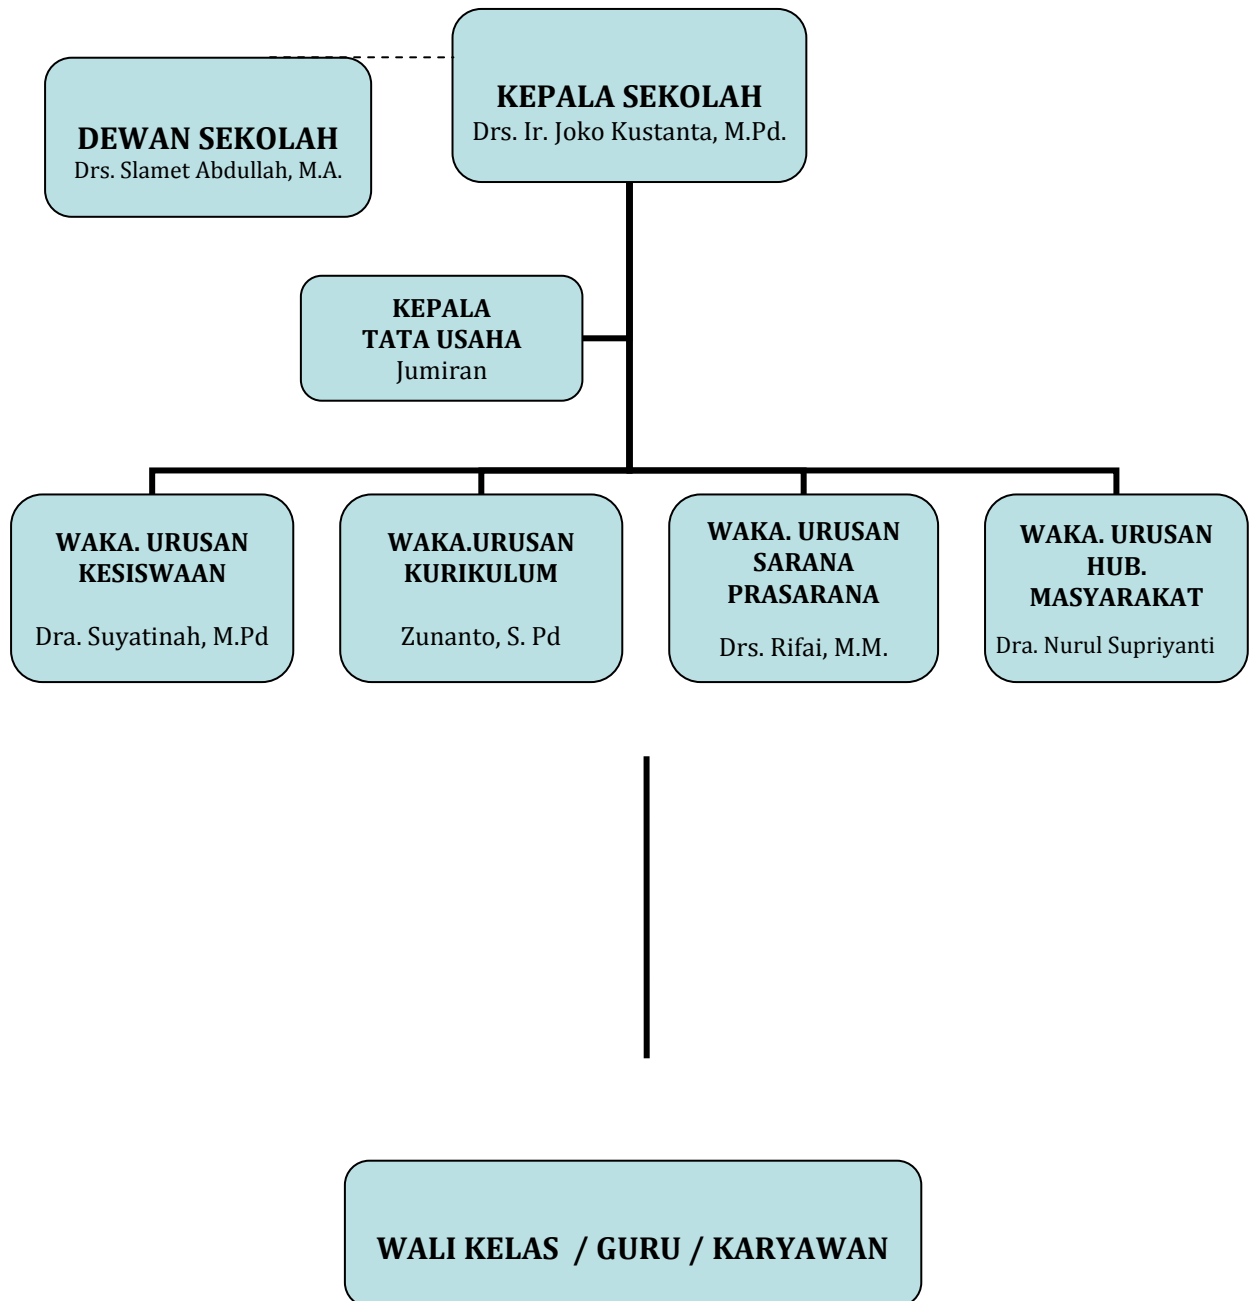 KEPALA SEKOLAH
Drs. Ir. Joko Kustanta, M.Pd.
DEWAN SEKOLAH
Drs. Slamet Abdullah, M.A.
KEPALA
TATA USAHA
Jumiran
WAKA. URUSAN
KESISWAAN
Dra. Suyatinah, M.Pd
WAKA.URUSAN
KURIKULUM
Zunanto, S. Pd
WAKA. URUSAN
SARANA
PRASARANA
Drs. Rifai, M.M.
WAKA. URUSAN
HUB.
MASYARAKAT
Dra. Nurul Supriyanti
WALI KELAS  / GURU / KARYAWAN